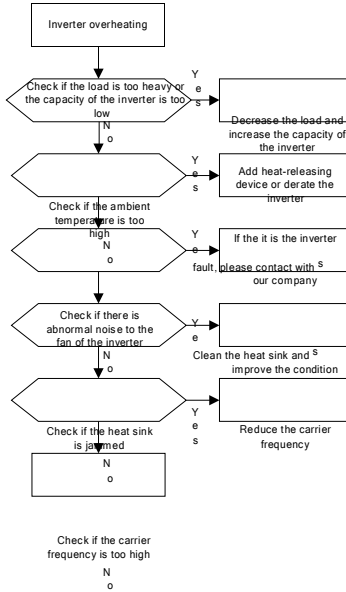 Inverter overheating
Check if the load is too heavy or
the capacity of the inverter is too
low
Y
e
s
Decrease the load and
increase the capacity of
the inverter
N
o
Y
e
s
Add heat-releasing
device or derate the
inverter
Check if the ambient
temperature is too
high
N
o
Y
e
s
If the it is the inverter
fault, please contact with
our company
Check if there is
abnormal noise to the
fan of the inverter
Y
e
s
Clean the heat sink and
improve the condition
N
o
Y
e
s
Reduce the carrier
frequency
Check if the heat sink
is jammed
N
o
Check if the carrier
frequency is too high
N
o